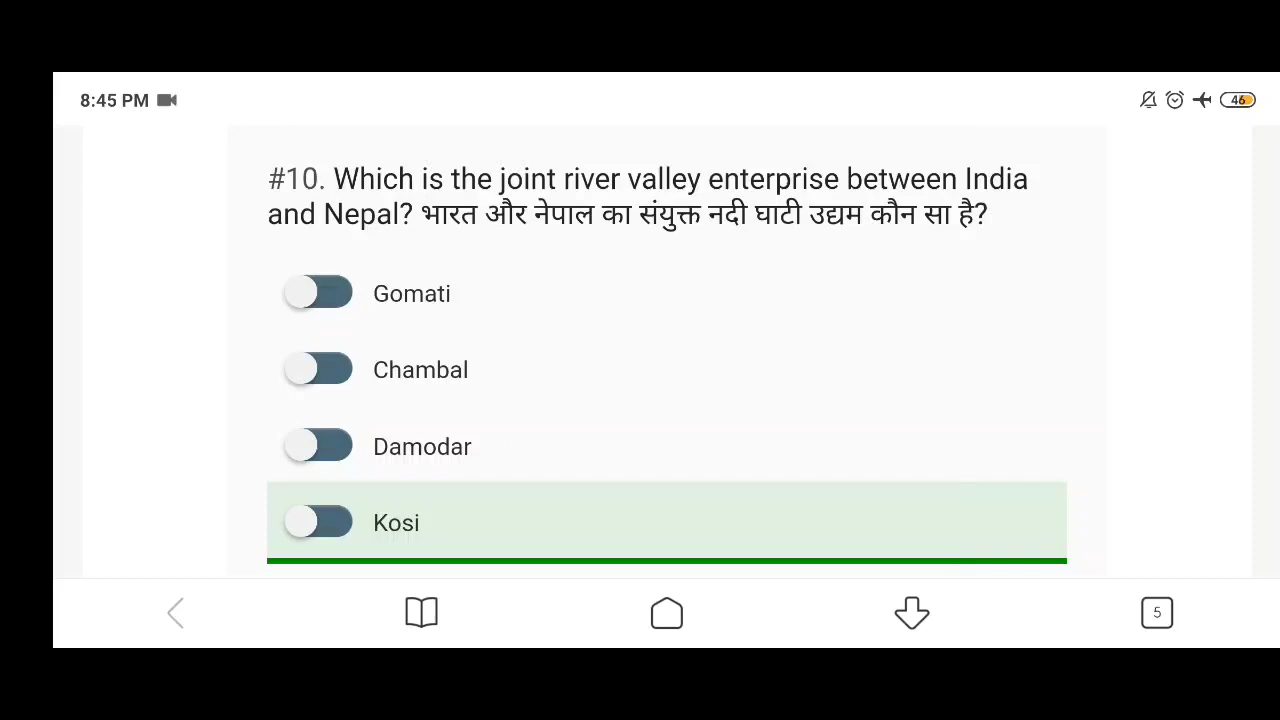 8:45 PM
46
#10. Which is the joint river valley enterprise between India
and Nepal? भारत और नेपाल का संयुक्त नदी घाटी उद्यम कौन सा है?
Gomati
Chambal
Damodar
Kosi
5